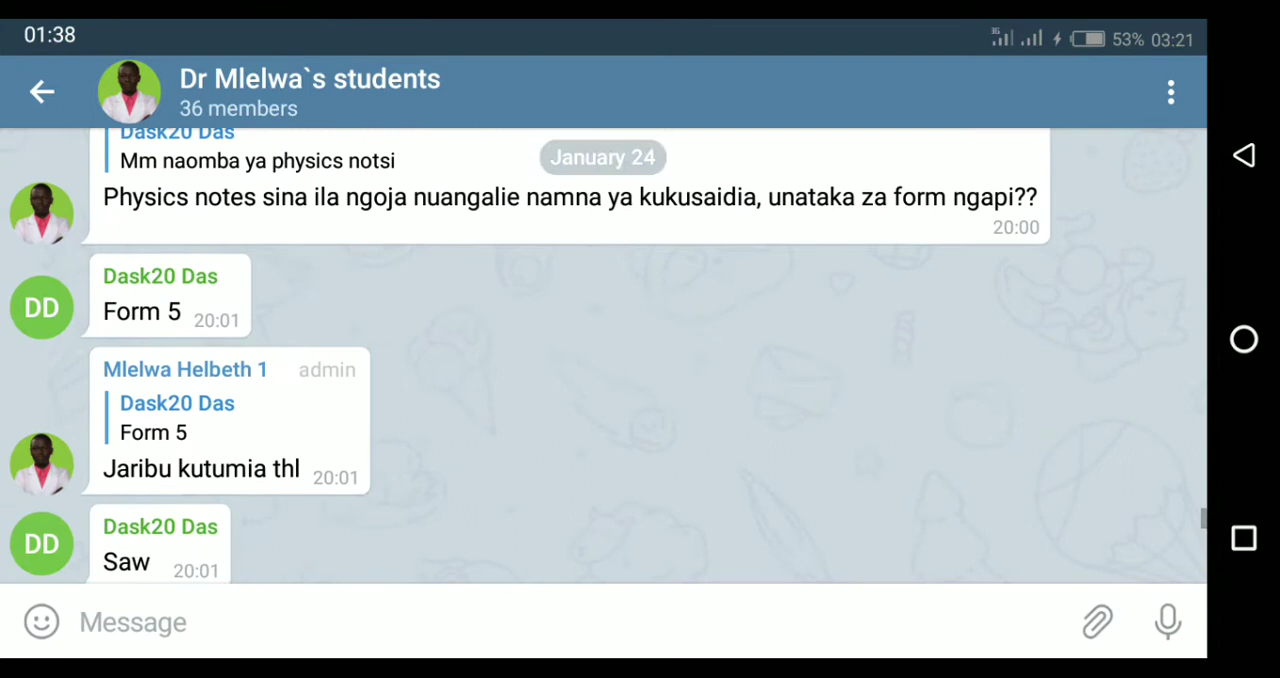 01:38
53% 03:21
Dr Mlelwa`s students
36 members
Dask20 Das
January 24
Mm naomba ya physics notsi
Physics notes sina ila ngoja nuangalie namna ya kukusaidia, unataka za form ngapi??
20:00
Dask20 Das
DD
Form 5 20:01
Mlelwa Helbeth 1 admin
Dask20 Das
Form 5
Jaribu kutumia thl 20:01
Dask20 Das
DD
Saw 20:01
Message